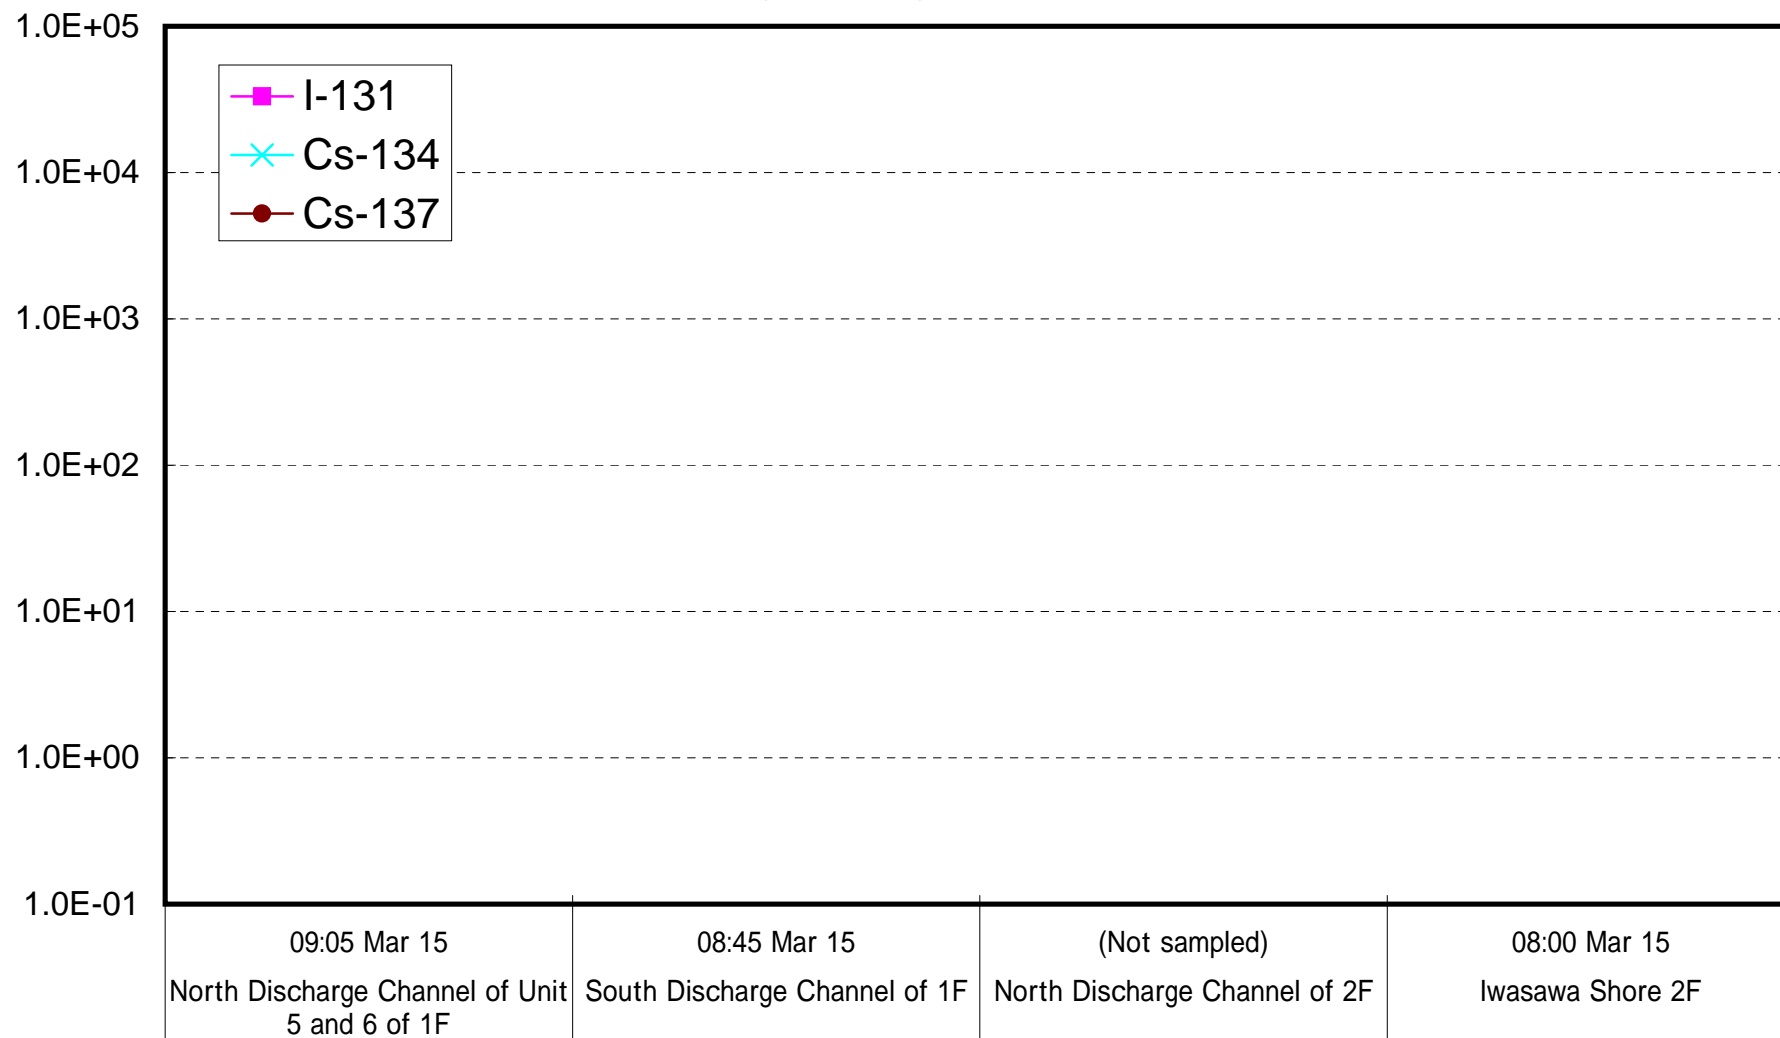 1.0E+05
I-131
Cs-134
1.0E+04
Cs-137
1.0E+03
1.0E+02
1.0E+01
1.0E+00
1.0E-01
09:05 Mar 15
08:45 Mar 15
(Not sampled)
08:00 Mar 15
North Discharge Channel of Unit
5 and 6 of 1F
South Discharge Channel of 1F
North Discharge Channel of 2F
Iwasawa Shore 2F